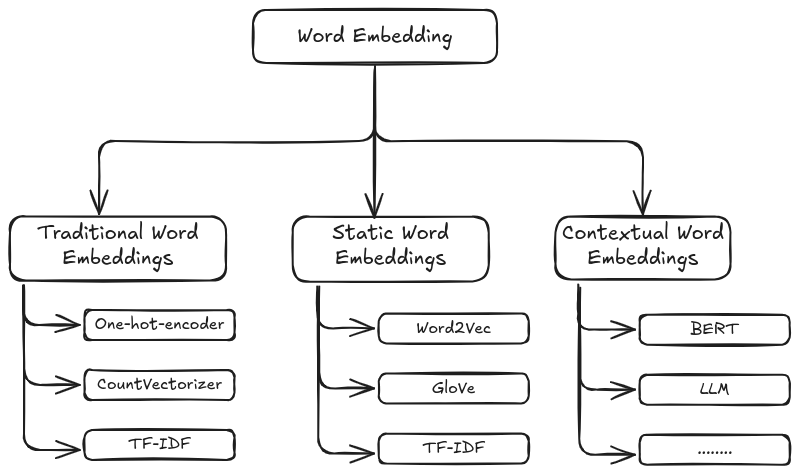 Word Embedding
Traditional Word
Embeddings
One-hot-encoder
CountVectorizer
TF-IDF
Static Word
Embeddings
Word2Vec
GloVe
TF-IDF
Contextual Word
Embeddings
BERT
LLM
........